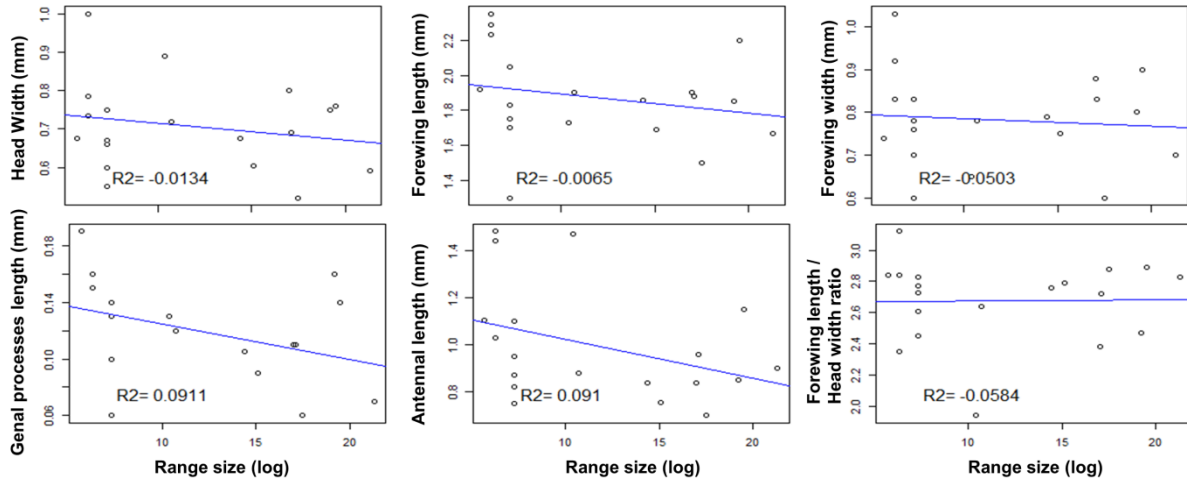 Head Width (mm)
1.0
0.9
0.8
0.7
0.6
R2= -0.0134
Forewing length (mm)
2.2
2.0
1.8
1.6
1.4
R2= -0.0065
Forewing width (mm)
1.0
0.9
0.8
0.7
0.6
R2= -0.0503
Genal processes length (mm)
0.18
0.14
0.10
0.06
R2= 0.0911
10
15
20
Range size (log)
Antennal length (mm)
1.4
1.2
1.0
0.8
R2= 0.091
10
15
20
Range size (log)
Forewing length /
Head width ratio
3.0
2.8
2.6
2.4
2.2
2.0
R2= -0.0584
10
15
20
Range size (log)